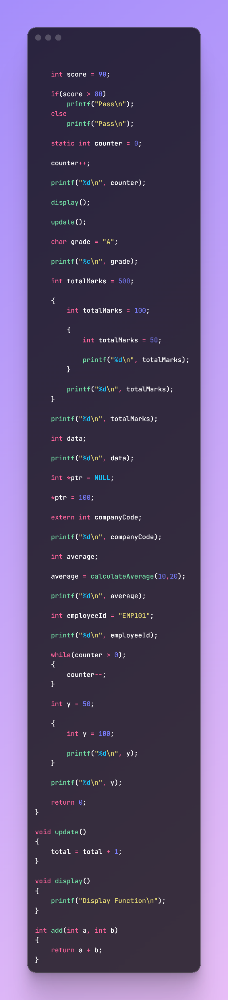 int score = 90;
if(score > 80)
printf("Pass\n");
else
printf("Pass\n");
static int counter = 0;
counter++;
printf("%d\n", counter);
display();
update();
char grade = "A";
printf("%c\n", grade);
int totalMarks = 500;
{
int totalMarks = 100;
{
int totalMarks = 50;
printf("%d\n", totalMarks);
}
printf("%d\n", totalMarks);
}
printf("%d\n", totalMarks);
int data;
printf("%d\n", data);
int *ptr = NULL;
*ptr = 100;
extern int companyCode;
printf("%d\n", companyCode);
int average;
average = calculateAverage(10,20);
printf("%d\n", average);
int employeeId = "EMP101";
printf("%d\n", employeeId);
while(counter > 0);
{
counter--;
}
int y = 50;
{
int y = 100;
printf("%d\n", y);
}
printf("%d\n", y);
return 0;
}
void update()
{
total = total + 1;
}
void display()
{
printf("Display Function\n");
}
int add(int a, int b)
{
return a + b;
}